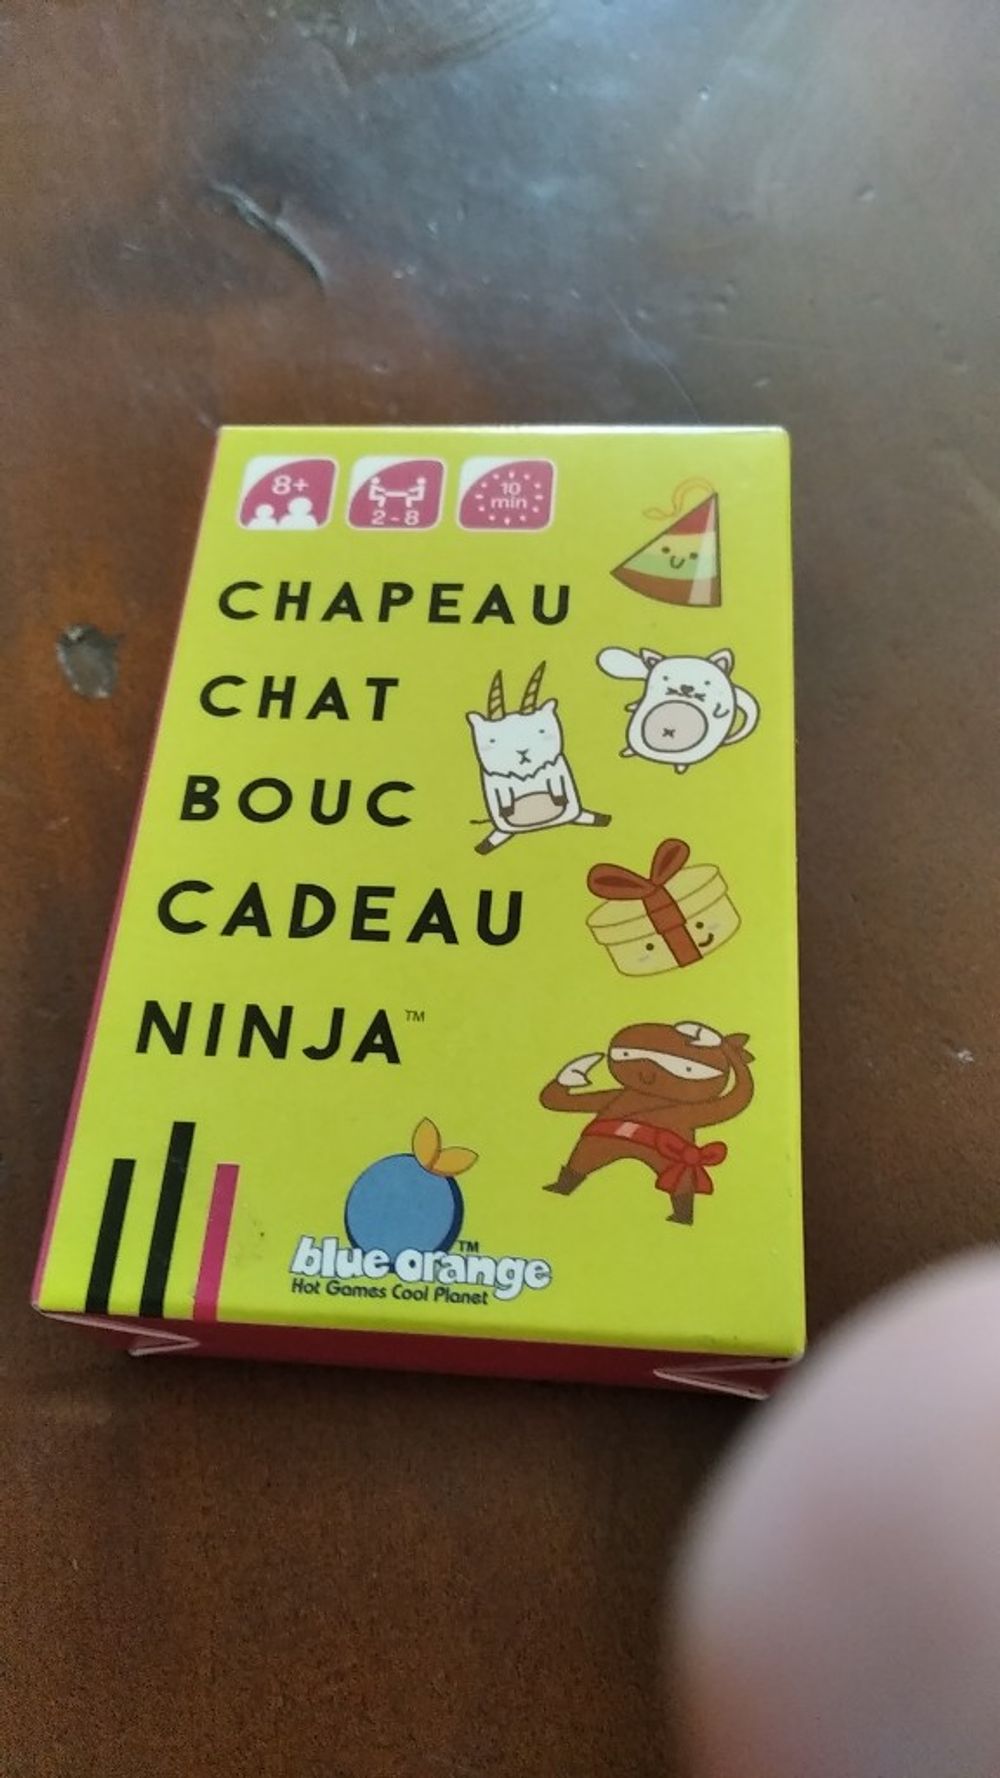 8+
2-8
10
min
CHAPEAU
CHAT
BOUC
CADEAU
NINJA™
blue orange™
Hot Games Cool Planet